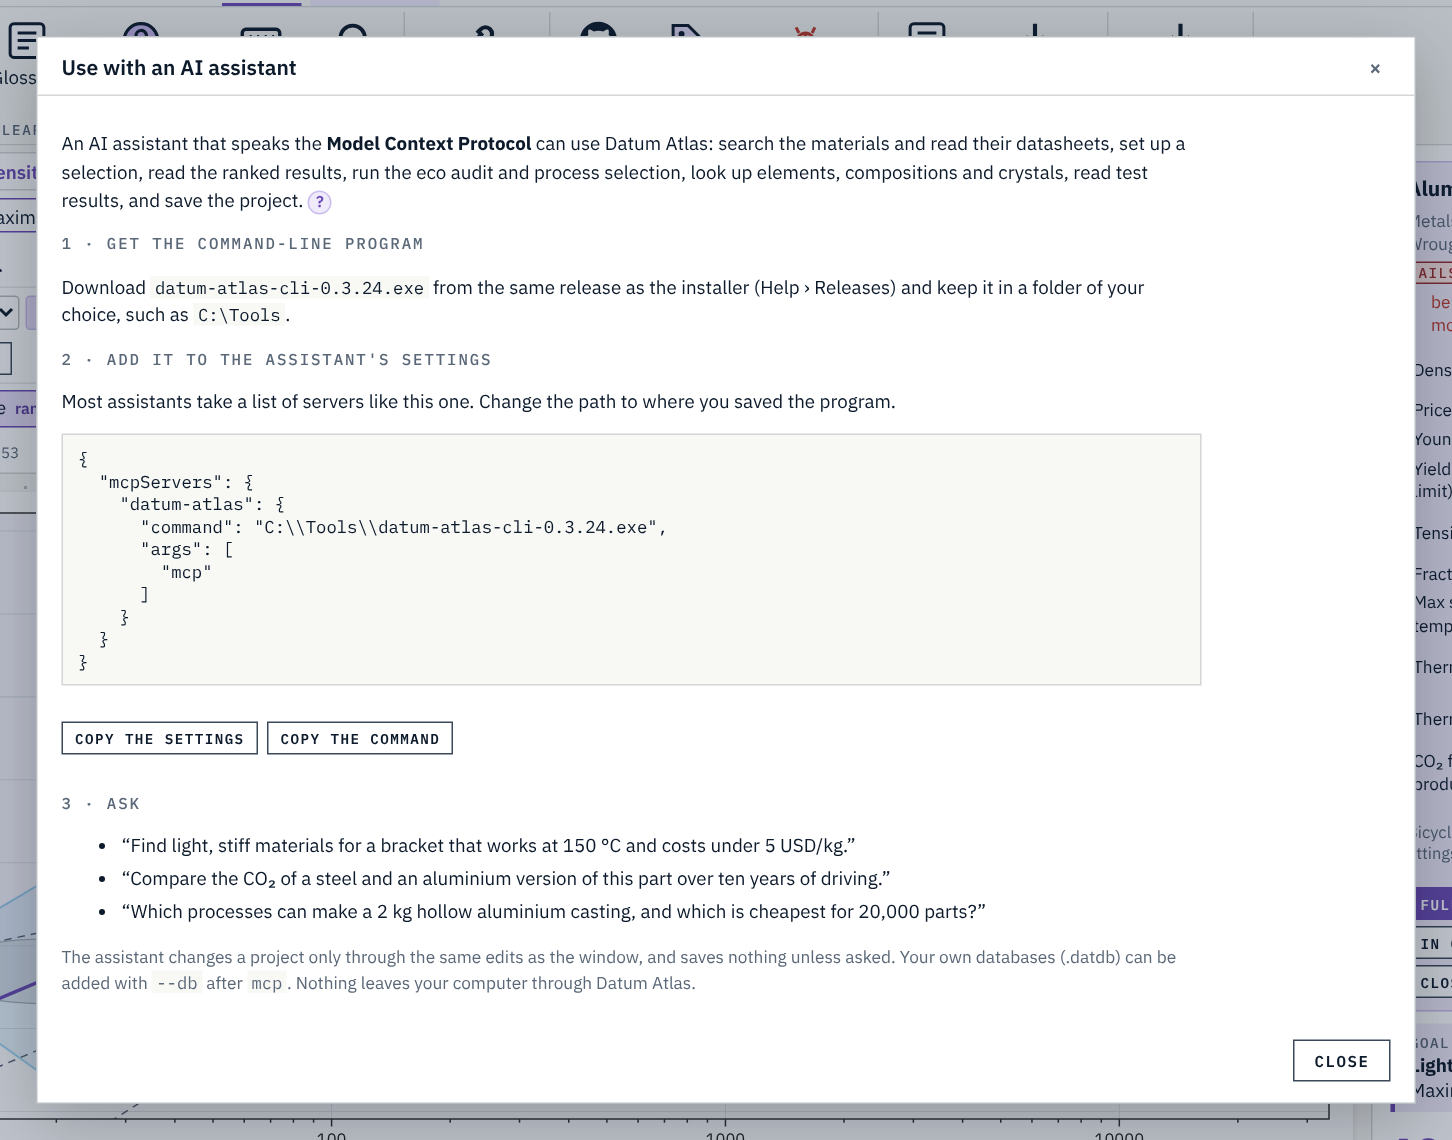 Use with an AI assistant
×
An AI assistant that speaks the Model Context Protocol can use Datum Atlas: search the materials and read their datasheets, set up a
selection, read the ranked results, run the eco audit and process selection, look up elements, compositions and crystals, read test
results, and save the project. ?
1 · GET THE COMMAND-LINE PROGRAM
Download datum-atlas-cli-0.3.24.exe from the same release as the installer (Help › Releases) and keep it in a folder of your
choice, such as C:\Tools.
2 · ADD IT TO THE ASSISTANT'S SETTINGS
Most assistants take a list of servers like this one. Change the path to where you saved the program.
{
"mcpServers": {
"datum-atlas": {
"command": "C:\\Tools\\datum-atlas-cli-0.3.24.exe",
"args": [
"mcp"
]
}
}
}
COPY THE SETTINGS
COPY THE COMMAND
3 · ASK
• “Find light, stiff materials for a bracket that works at 150 °C and costs under 5 USD/kg.”
• “Compare the CO₂ of a steel and an aluminium version of this part over ten years of driving.”
• “Which processes can make a 2 kg hollow aluminium casting, and which is cheapest for 20,000 parts?”
The assistant changes a project only through the same edits as the window, and saves nothing unless asked. Your own databases (.datdb) can be
added with --db after mcp. Nothing leaves your computer through Datum Atlas.
CLOSE
53
Price
Yield
CO₂ f
100
1000
10000